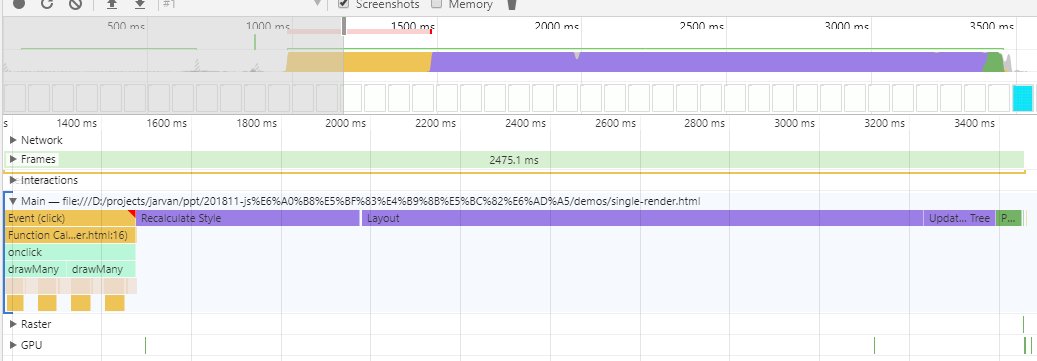 #1 Screenshots Memory
500 ms 1000 ms 1500 ms 2000 ms 2500 ms 3000 ms 3500 ms
s 1400 ms 1600 ms 1800 ms 2000 ms 2200 ms 2400 ms 2600 ms 2800 ms 3000 ms 3200 ms 3400 ms
Network
Frames 2475.1 ms
Interactions
Main — file:///D:/projects/jarvan/ppt/201811-js%E6%A0%B8%E5%BF%83%E4%B9%8B%E5%BC%82%E6%AD%A5/demos/single-render.html
Event (click) Recalculate Style Layout Updat... Tree P...
Function Cal...er.html:16)
onclick
drawMany drawMany
Raster
GPU